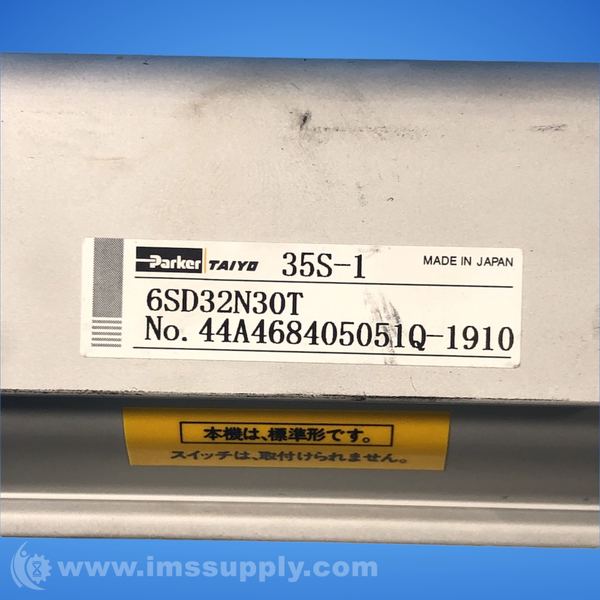 Parker TAIYO 35S-1 MADE IN JAPAN
6SD32N30T
No. 44A468405051Q-1910
本機は、標準形です。
スイッチは、取付けられません。
www.imssupply.com